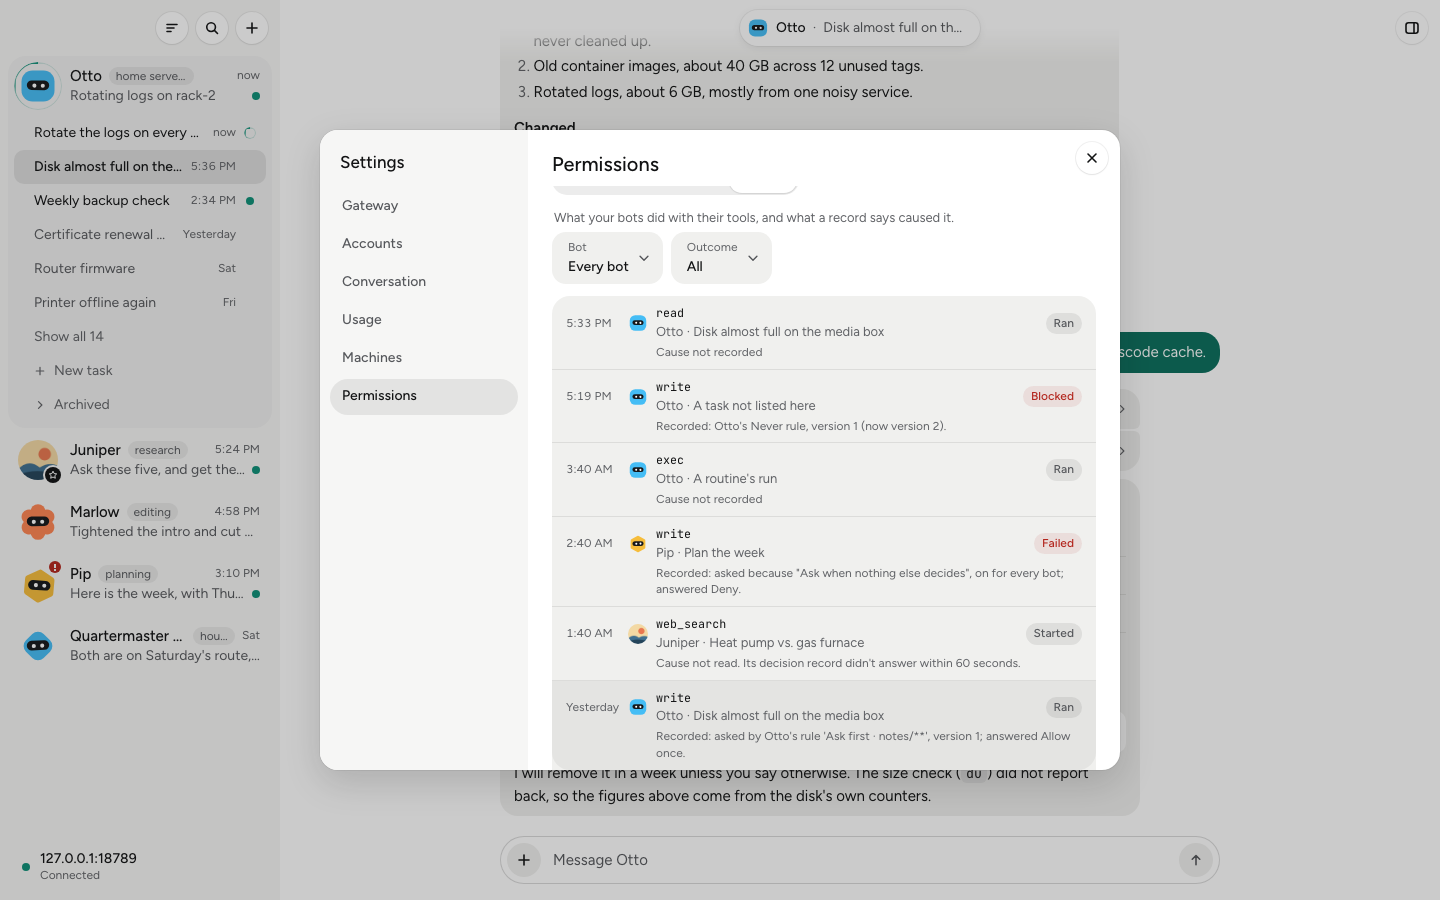 Otto
home serve...
now
Rotating logs on rack-2
Rotate the logs on every ...
now
Disk almost full on the...
5:36 PM
Weekly backup check
2:34 PM
Certificate renewal ...
Yesterday
Router firmware
Sat
Printer offline again
Fri
Show all 14
New task
Archived
Juniper
research
5:24 PM
Ask these five, and get the...
Marlow
editing
4:58 PM
Tightened the intro and cut ...
Pip
planning
3:10 PM
Here is the week, with Thu...
Quartermaster ...
hou...
Sat
Both are on Saturday's route,...
127.0.0.1:18789
Connected
Otto · Disk almost full on th...
never cleaned up.
2. Old container images, about 40 GB across 12 unused tags.
3. Rotated logs, about 6 GB, mostly from one noisy service.
Changed
scode cache.
Settings
Gateway
Accounts
Conversation
Usage
Machines
Permissions
Permissions
What your bots did with their tools, and what a record says caused it.
Bot
Every bot
Outcome
All
5:33 PM
read
Otto · Disk almost full on the media box
Cause not recorded
Ran
5:19 PM
write
Otto · A task not listed here
Recorded: Otto's Never rule, version 1 (now version 2).
Blocked
3:40 AM
exec
Otto · A routine's run
Cause not recorded
Ran
2:40 AM
write
Pip · Plan the week
Recorded: asked because "Ask when nothing else decides", on for every bot;
answered Deny.
Failed
1:40 AM
web_search
Juniper · Heat pump vs. gas furnace
Cause not read. Its decision record didn't answer within 60 seconds.
Started
Yesterday
write
Otto · Disk almost full on the media box
Recorded: asked by Otto's rule 'Ask first · notes/**', version 1; answered Allow
once.
Ran
I will remove it in a week unless you say otherwise. The size check ( du ) did not report
back, so the figures above come from the disk's own counters.
Message Otto